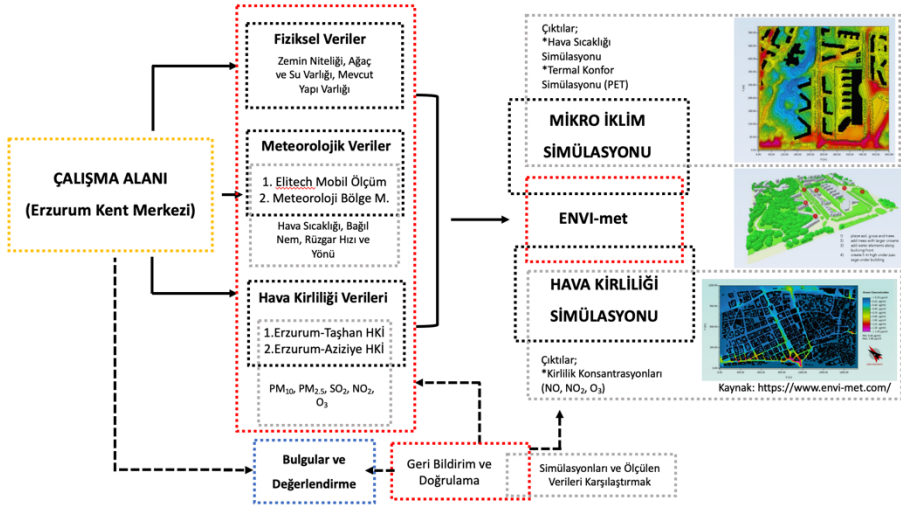 ÇALIŞMA ALANI
(Erzurum Kent Merkezi)
Fiziksel Veriler
Zemin Niteliği, Ağaç
ve Su Varlığı, Mevcut
Yapı Varlığı
Meteorolojik Veriler
1. Elitech Mobil Ölçüm
2. Meteoroloji Bölge M.
Hava Sıcaklığı, Bağıl
Nem, Rüzgar Hızı ve
Yönü
Hava Kirliliği Verileri
1.Erzurum-Taşhan HKİ
2.Erzurum-Aziziye HKİ
PM10, PM2.5, SO2, NO2,
O3
Çıktılar;
*Hava Sıcaklığı
Simülasyonu
*Termal Konfor
Simülasyonu (PET)
MİKRO İKLİM
SİMÜLASYONU
ENVI-met
HAVA KİRLİLİĞİ
SİMÜLASYONU
Çıktılar;
*Kirlilik Konsantrasyonları
(NO, NO2, O3)
Kaynak: https://www.envi-met.com/
Bulgular ve
Değerlendirme
Geri Bildirim ve
Doğrulama
Simülasyonları ve Ölçülen
Verileri Karşılaştırmak